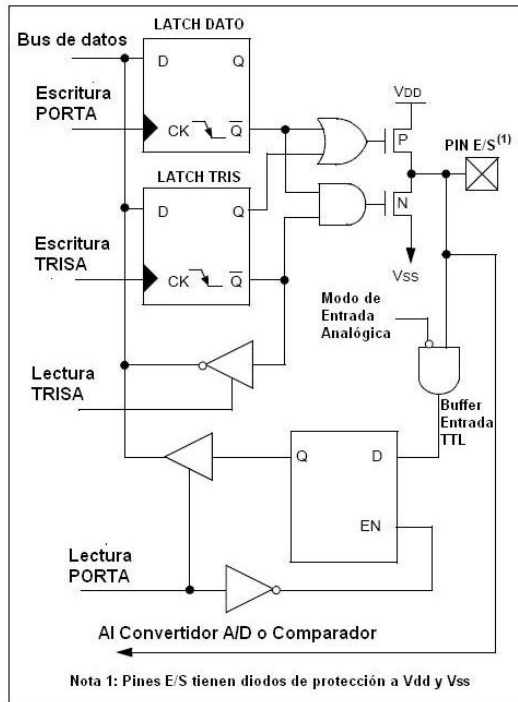 LATCH DATO
Bus de datos
D
Q
Escritura
PORTA
CK
Q
VDD
P
PIN E/S(1)
LATCH TRIS
D
Q
N
Escritura
TRISA
CK
Q
VSS
Modo de
Entrada
Analógica
Lectura
TRISA
Buffer
Entrada
TTL
Q
D
EN
Lectura
PORTA
Al Convertidor A/D o Comparador
Nota 1: Pines E/S tienen diodos de protección a Vdd y Vss